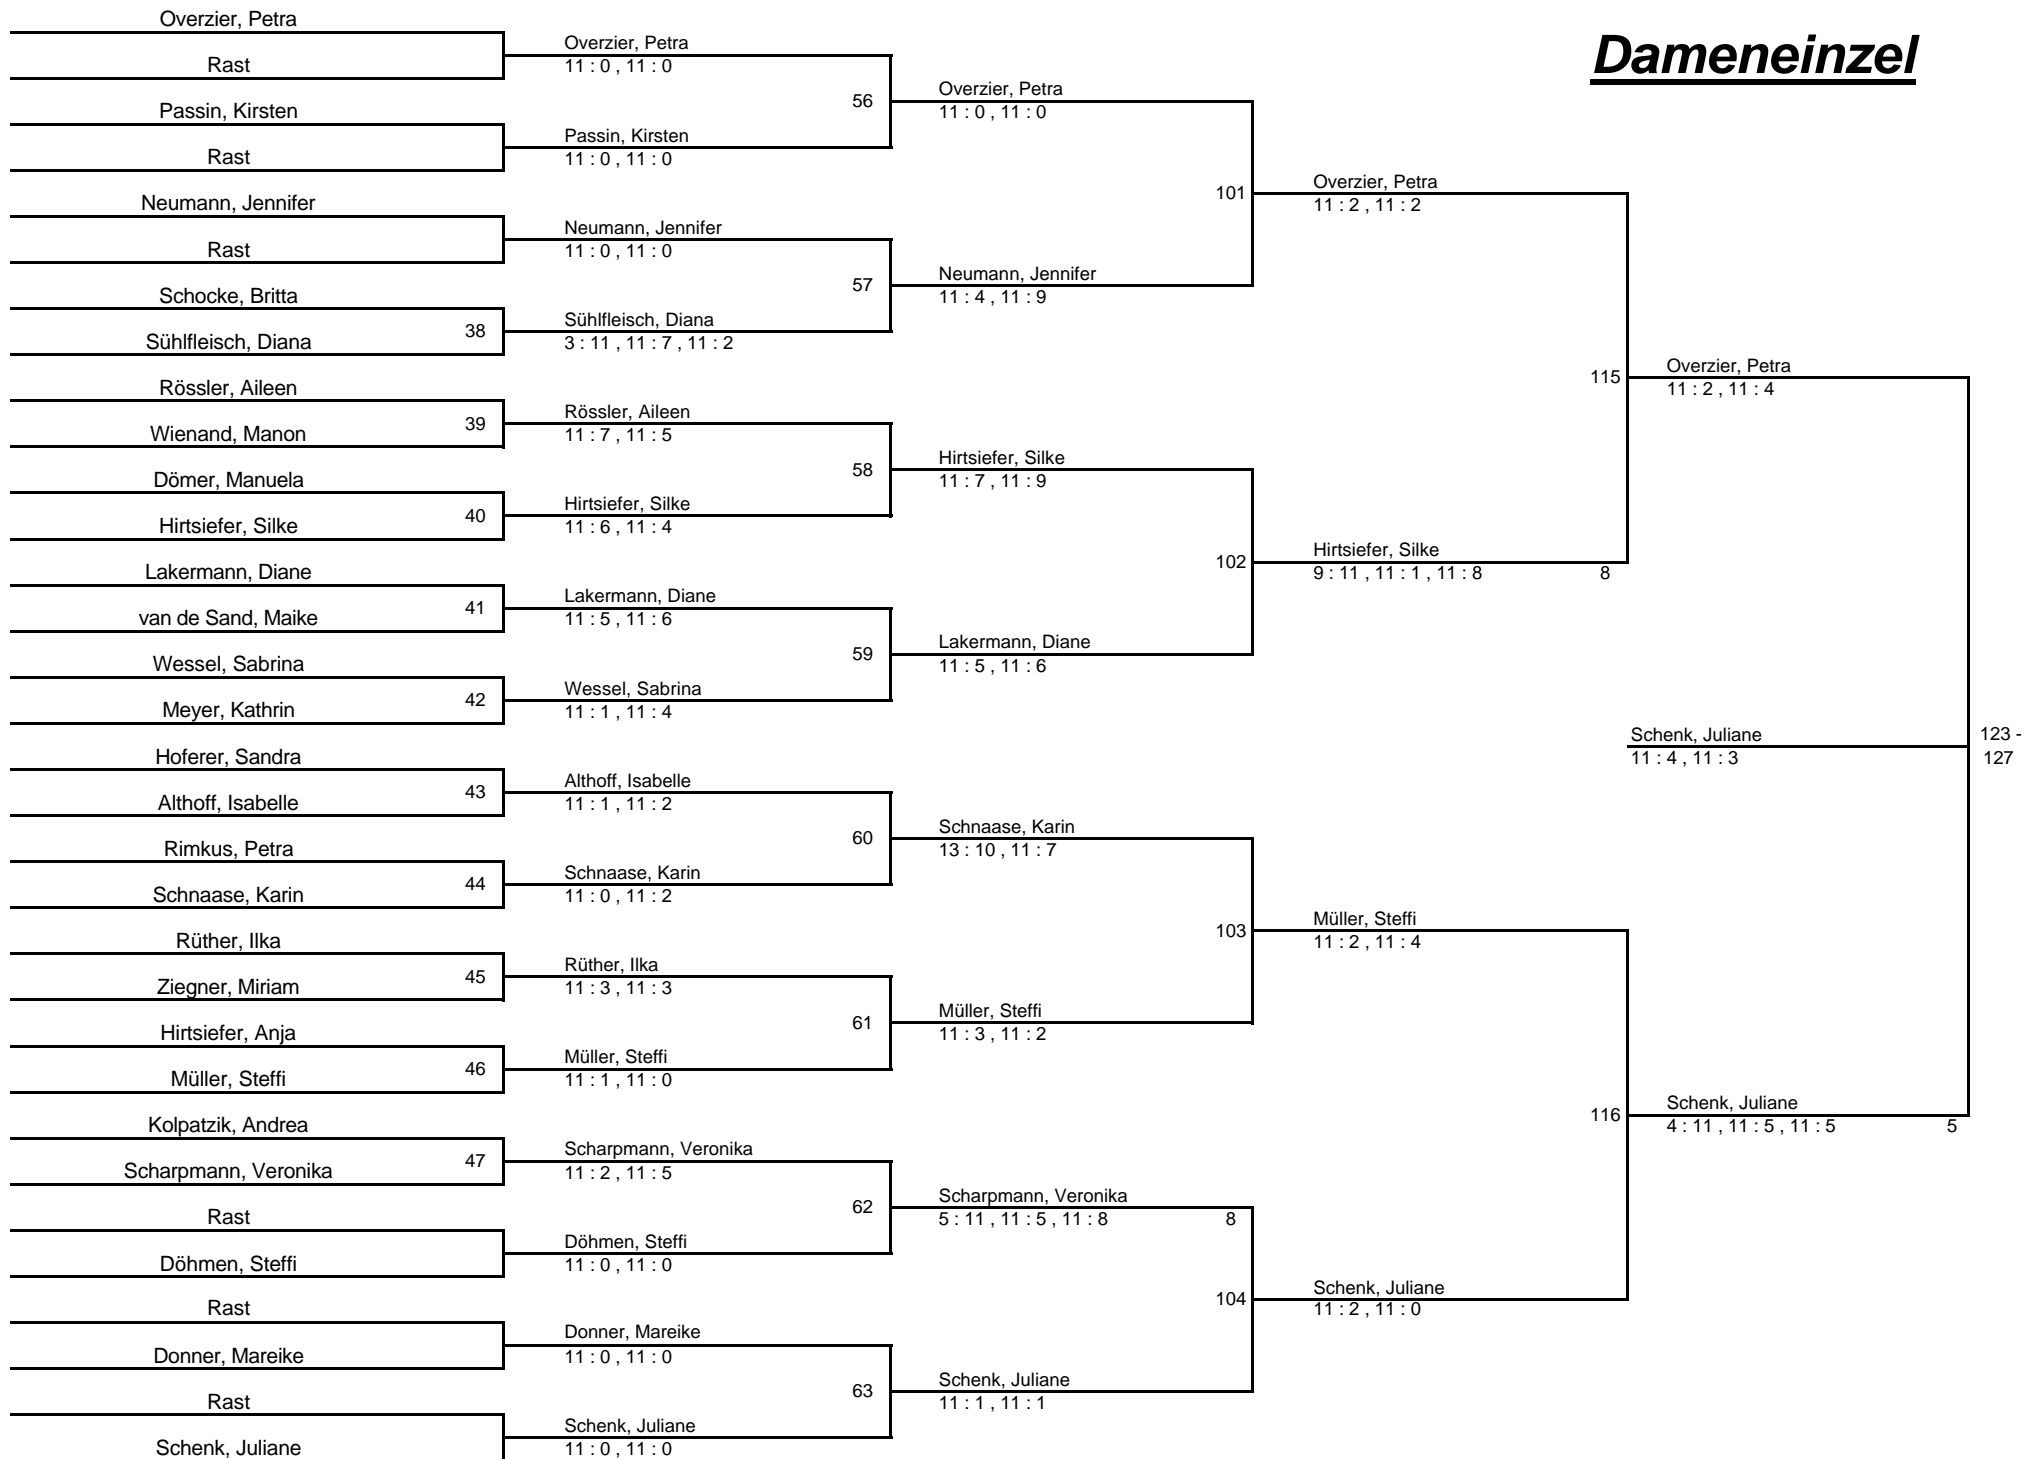 Dameneinzel
Overzier, Petra
Rast
Passin, Kirsten
Rast
Neumann, Jennifer
Rast
Schocke, Britta
Sühlfleisch, Diana
38
Rössler, Aileen
Wienand, Manon
39
Dömer, Manuela
Hirtsiefer, Silke
40
Lakermann, Diane
van de Sand, Maike
41
Wessel, Sabrina
Meyer, Kathrin
42
Hoferer, Sandra
Althoff, Isabelle
43
Rimkus, Petra
Schnaase, Karin
44
Rüther, Ilka
Ziegner, Miriam
45
Hirtsiefer, Anja
Müller, Steffi
46
Kolpatzik, Andrea
Scharpmann, Veronika
47
Rast
Döhmen, Steffi
Rast
Donner, Mareike
Rast
Schenk, Juliane
Overzier, Petra
11 : 0 , 11 : 0
56
Passin, Kirsten
11 : 0 , 11 : 0
Neumann, Jennifer
11 : 0 , 11 : 0
57
Sühlfleisch, Diana
3 : 11 , 11 : 7 , 11 : 2
Rössler, Aileen
11 : 7 , 11 : 5
58
Hirtsiefer, Silke
11 : 6 , 11 : 4
Lakermann, Diane
11 : 5 , 11 : 6
59
Wessel, Sabrina
11 : 1 , 11 : 4
Althoff, Isabelle
11 : 1 , 11 : 2
60
Schnaase, Karin
11 : 0 , 11 : 2
Rüther, Ilka
11 : 3 , 11 : 3
61
Müller, Steffi
11 : 1 , 11 : 0
Scharpmann, Veronika
11 : 2 , 11 : 5
62
Döhmen, Steffi
11 : 0 , 11 : 0
Donner, Mareike
11 : 0 , 11 : 0
63
Schenk, Juliane
11 : 0 , 11 : 0
Overzier, Petra
11 : 0 , 11 : 0
101
Neumann, Jennifer
11 : 4 , 11 : 9
Hirtsiefer, Silke
11 : 7 , 11 : 9
102
Lakermann, Diane
11 : 5 , 11 : 6
Schnaase, Karin
13 : 10 , 11 : 7
103
Müller, Steffi
11 : 3 , 11 : 2
Scharpmann, Veronika
5 : 11 , 11 : 5 , 11 : 8 8
104
Schenk, Juliane
11 : 1 , 11 : 1
Overzier, Petra
11 : 2 , 11 : 2
115
Hirtsiefer, Silke
9 : 11 , 11 : 1 , 11 : 8 8
Müller, Steffi
11 : 2 , 11 : 4
116
Schenk, Juliane
11 : 2 , 11 : 0
Overzier, Petra
11 : 2 , 11 : 4
Schenk, Juliane
11 : 4 , 11 : 3
123 -
127
Schenk, Juliane
4 : 11 , 11 : 5 , 11 : 5 5